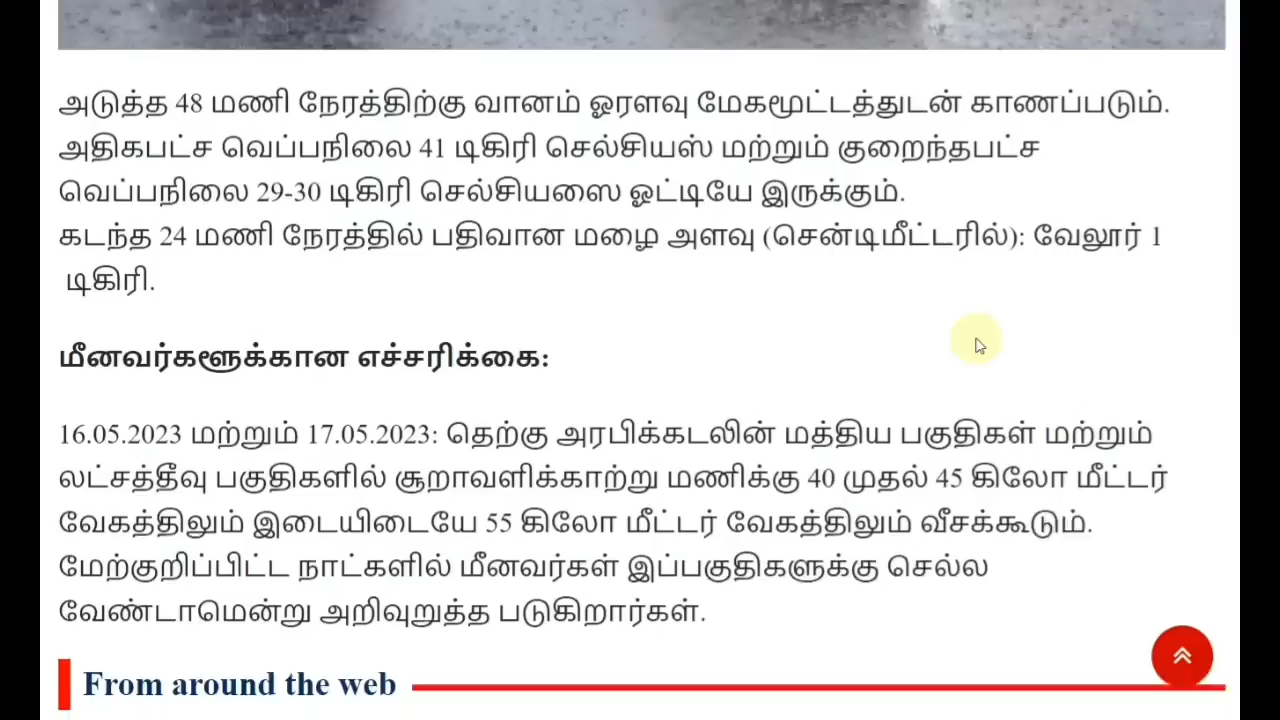 அடுத்த 48 மணி நேரத்திற்கு வானம் ஓரளவு மேகமூட்டத்துடன் காணப்படும்.
அதிகபட்ச வெப்பநிலை 41 டிகிரி செல்சியஸ் மற்றும் குறைந்தபட்ச
வெப்பநிலை 29-30 டிகிரி செல்சியஸை ஓட்டியே இருக்கும்.
கடந்த 24 மணி நேரத்தில் பதிவான மழை அளவு (சென்டிமீட்டரில்): வேலூர் 1
டிகிரி.
மீனவர்களூக்கான எச்சரிக்கை:
16.05.2023 மற்றும் 17.05.2023: தெற்கு அரபிக்கடலின் மத்திய பகுதிகள் மற்றும்
லட்சத்தீவு பகுதிகளில் சூறாவளிக்காற்று மணிக்கு 40 முதல் 45 கிலோ மீட்டர்
வேகத்திலும் இடையிடையே 55 கிலோ மீட்டர் வேகத்திலும் வீசக்கூடும்.
மேற்குறிப்பிட்ட நாட்களில் மீனவர்கள் இப்பகுதிகளுக்கு செல்ல
வேண்டாமென்று அறிவுறுத்த படுகிறார்கள்.
From around the web